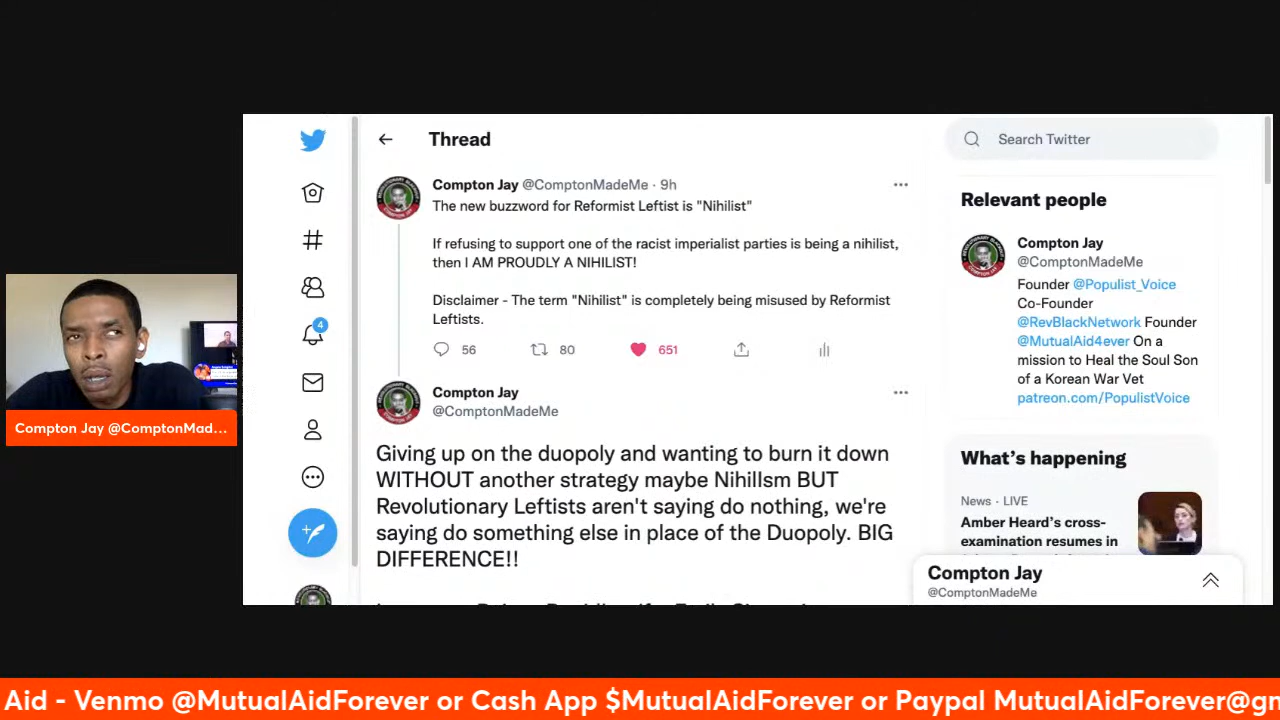 Thread
Search Twitter
Compton Jay @ComptonMadeMe · 9h
The new buzzword for Reformist Leftist is "Nihilist"
If refusing to support one of the racist imperialist parties is being a nihilist,
then I AM PROUDLY A NIHILIST!
Disclaimer - The term "Nihilist" is completely being misused by Reformist
Leftists.
56
80
651
4
Compton Jay
@ComptonMadeMe
Giving up on the duopoly and wanting to burn it down
WITHOUT another strategy maybe NihilIsm BUT
Revolutionary Leftists aren't saying do nothing, we're
saying do something else in place of the Duopoly. BIG
DIFFERENCE!!
Relevant people
Compton Jay
@ComptonMadeMe
Founder @Populist_Voice
Co-Founder
@RevBlackNetwork Founder
@MutualAid4ever On a
mission to Heal the Soul Son
of a Korean War Vet
patreon.com/PopulistVoice
What's happening
News · LIVE
Amber Heard's cross-
examination resumes in
Compton Jay
@ComptonMadeMe
Compton Jay @ComptonMad...
Aid - Venmo @MutualAidForever or Cash App $MutualAidForever or Paypal MutualAidForever@gm